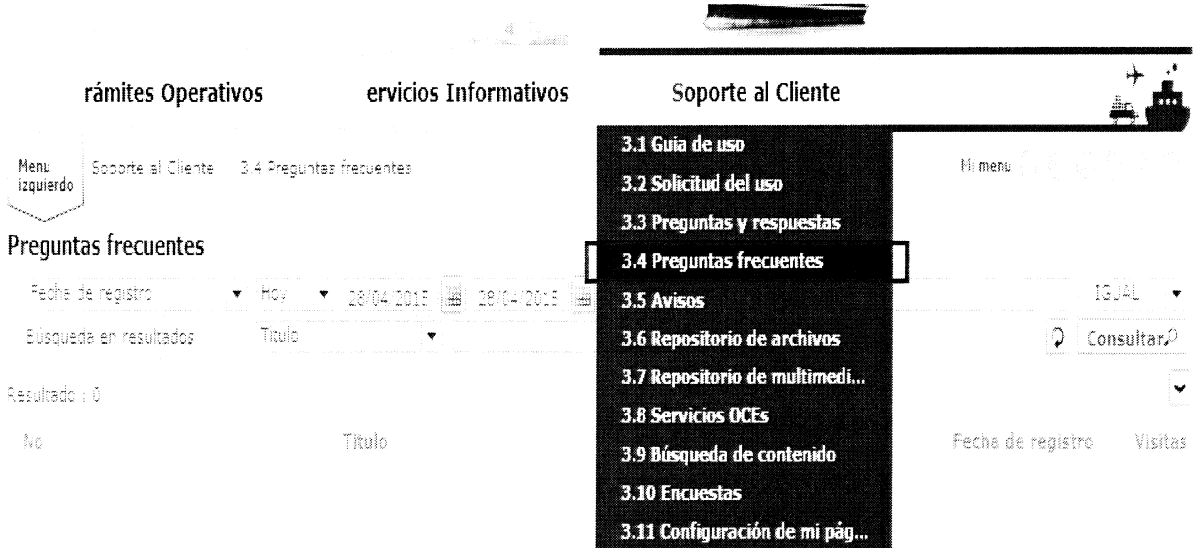 rámites Operativos ervicios Informativos Soporte al Cliente
Menu izquierdo
Soporte al Cliente 3.4 Preguntas frecuentes
Mi menu
3.1 Guia de uso
3.2 Solicitud del uso
3.3 Preguntas y respuestas
3.4 Preguntas frecuentes
3.5 Avisos
3.6 Repositorio de archivos
3.7 Repositorio de multimedi...
3.8 Servicios OCEs
3.9 Búsqueda de contenido
3.10 Encuestas
3.11 Configuración de mi pág...
Preguntas frecuentes
Fecha de registro Hoy 28/04/2015 28/04/2015 IGUAL
Búsqueda en resultados Titulo Consultar
Resultado : 0
No Titulo Fecha de registro Visitas